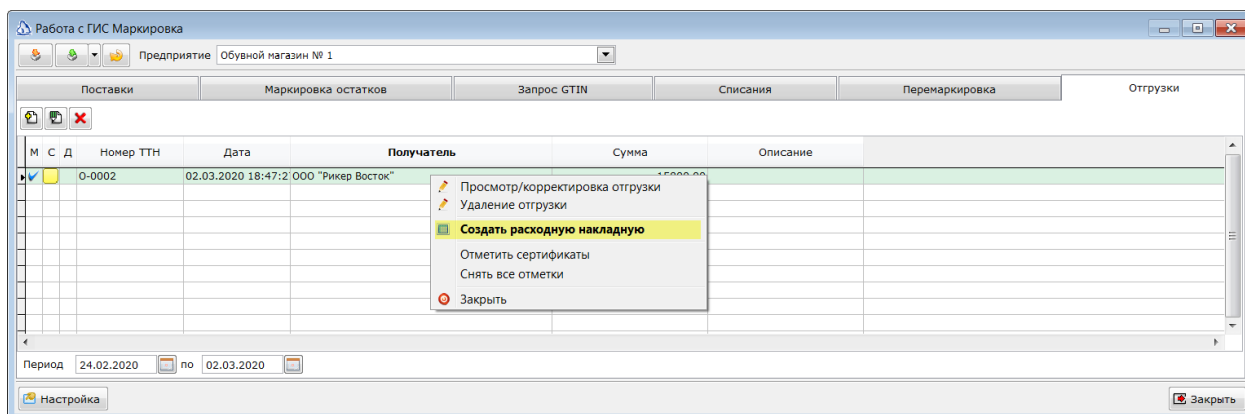 Работа с ГИС Маркировка
Предприятие Обувной магазин № 1
Поставки Маркировка остатков Запрос GTIN Списания Перемаркировка Отгрузки
М С Д Номер ТТН Дата Получатель Сумма Описание
О-0002 02.03.2020 18:47:2 ООО "Рикер Восток" 15000.00
Просмотр/корректировка отгрузки
Удаление отгрузки
Создать расходную накладную
Отметить сертификаты
Снять все отметки
Закрыть
Период 24.02.2020 по 02.03.2020
Настройка Закрыть